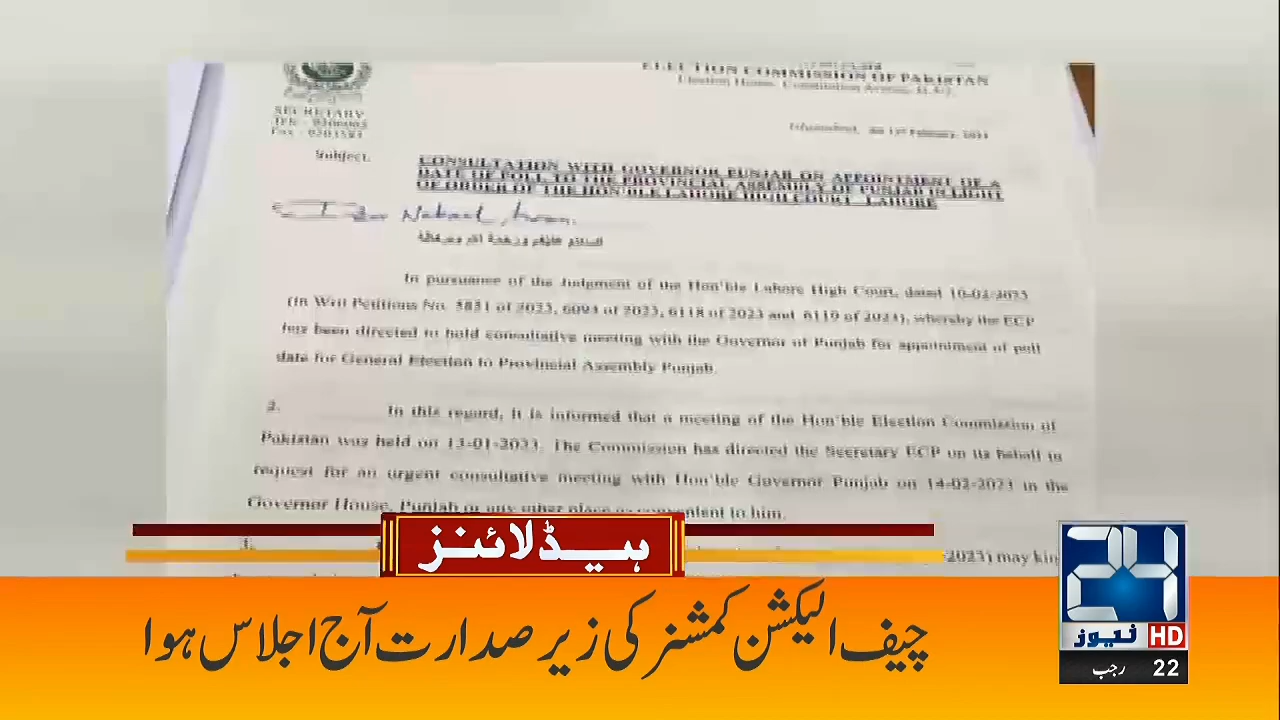 ELECTION COMMISSION OF PAKISTAN
SECRETARY
Subject:
CONSULTATION WITH GOVERNOR PUNJAB ON APPOINTMENT OF A
DATE OF POLL TO THE PROVINCIAL ASSEMBLY OF PUNJAB IN LIGHT
OF ORDER OF THE HON'BLE LAHORE HIGH COURT, LAHORE
In pursuance of the Judgment of the Hon'ble Lahore High Court, dated 10-02-2023
(In Writ Petitions No. 5851 of 2023, 6093 of 2023, 6118 of 2023 and 6119 of 2023), whereby the ECP
has been directed to hold consultative meeting with the Governor of Punjab for appointment of poll
date for General Election to Provincial Assembly Punjab.
2. In this regard, it is informed that a meeting of the Hon'ble Election Commission of
Pakistan was held on 13-01-2023. The Commission has directed the Secretary ECP on its behalf to
request for an urgent consultative meeting with Hon'ble Governor Punjab on 14-02-2023 in the
Governor House, Punjab or any other place convenient to him.
2023) may kin
ہیڈلائنز
چیف الیکشن کمشنر کی زیر صدارت آج اجلاس ہوا
24
نیوز HD
22 رجب